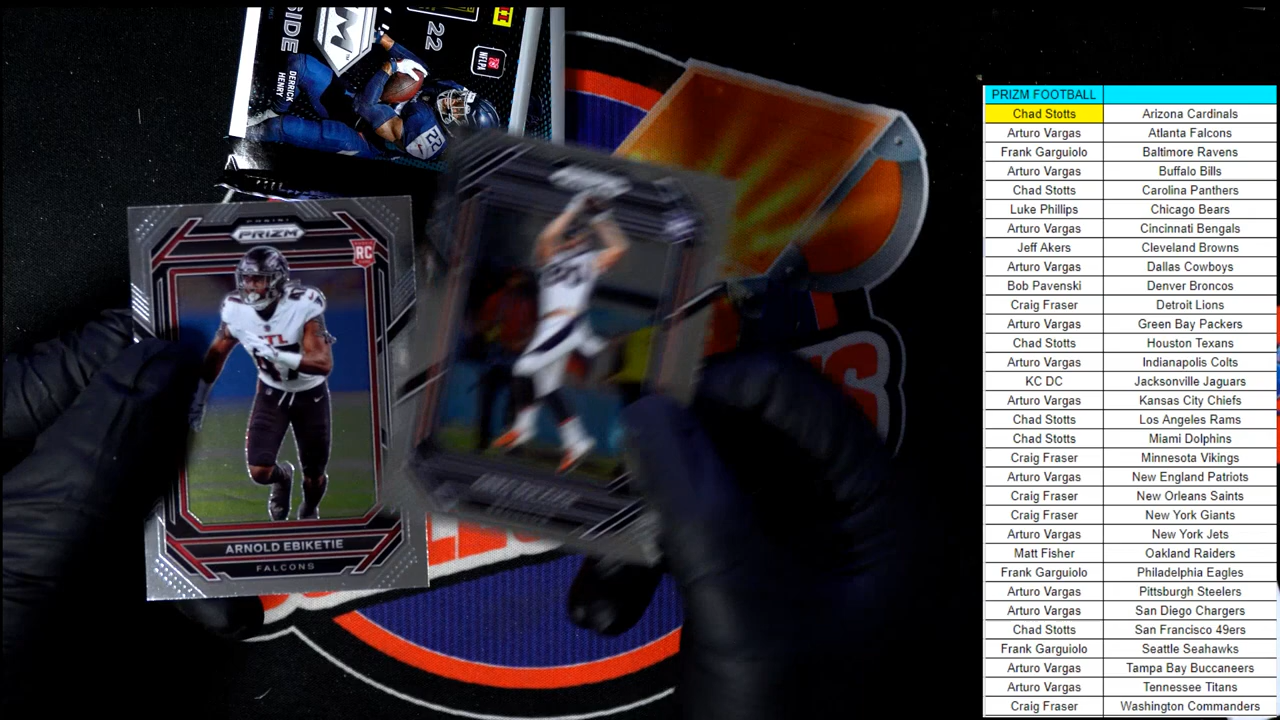 22
SIDE
DERRICK
HENRY
NFLPA
22
PANINI
PRIZM
RC
ARNOLD EBIKETIE
FALCONS
PRIZM FOOTBALL
Chad Stotts Arizona Cardinals
Arturo Vargas Atlanta Falcons
Frank Garguiolo Baltimore Ravens
Arturo Vargas Buffalo Bills
Chad Stotts Carolina Panthers
Luke Phillips Chicago Bears
Arturo Vargas Cincinnati Bengals
Jeff Akers Cleveland Browns
Arturo Vargas Dallas Cowboys
Bob Pavenski Denver Broncos
Craig Fraser Detroit Lions
Arturo Vargas Green Bay Packers
Chad Stotts Houston Texans
Arturo Vargas Indianapolis Colts
KC DC Jacksonville Jaguars
Arturo Vargas Kansas City Chiefs
Chad Stotts Los Angeles Rams
Chad Stotts Miami Dolphins
Craig Fraser Minnesota Vikings
Arturo Vargas New England Patriots
Craig Fraser New Orleans Saints
Craig Fraser New York Giants
Arturo Vargas New York Jets
Matt Fisher Oakland Raiders
Frank Garguiolo Philadelphia Eagles
Arturo Vargas Pittsburgh Steelers
Arturo Vargas San Diego Chargers
Chad Stotts San Francisco 49ers
Frank Garguiolo Seattle Seahawks
Arturo Vargas Tampa Bay Buccaneers
Arturo Vargas Tennessee Titans
Craig Fraser Washington Commanders